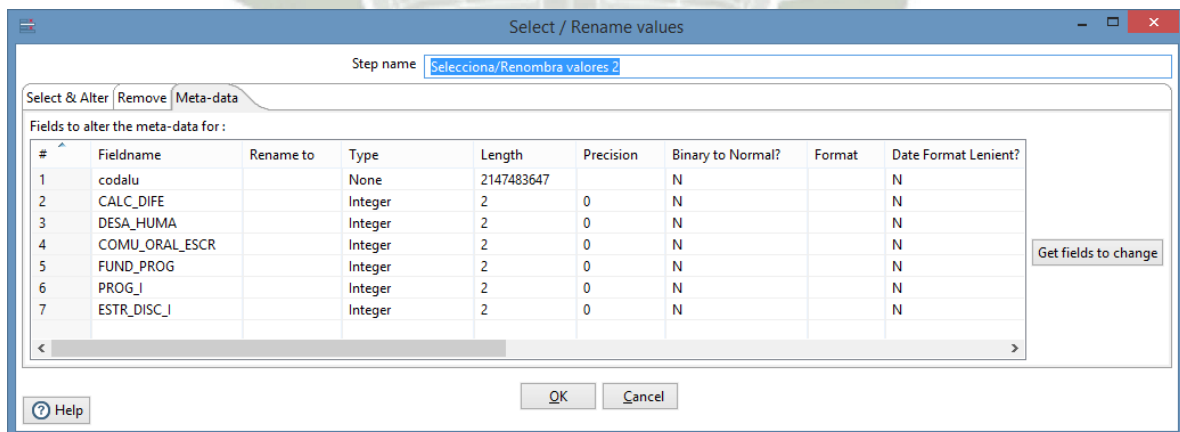 Select / Rename values
Step name Selecciona/Renombra valores 2
Select & Alter Remove Meta-data
Fields to alter the meta-data for :
# Fieldname Rename to Type Length Precision Binary to Normal? Format Date Format Lenient?
1 codalu None 2147483647 N N
2 CALC_DIFE Integer 2 0 N N
3 DESA_HUMA Integer 2 0 N N
4 COMU_ORAL_ESCR Integer 2 0 N N
5 FUND_PROG Integer 2 0 N N
6 PROG_I Integer 2 0 N N
7 ESTR_DISC_I Integer 2 0 N N
Get fields to change
OK Cancel
Help